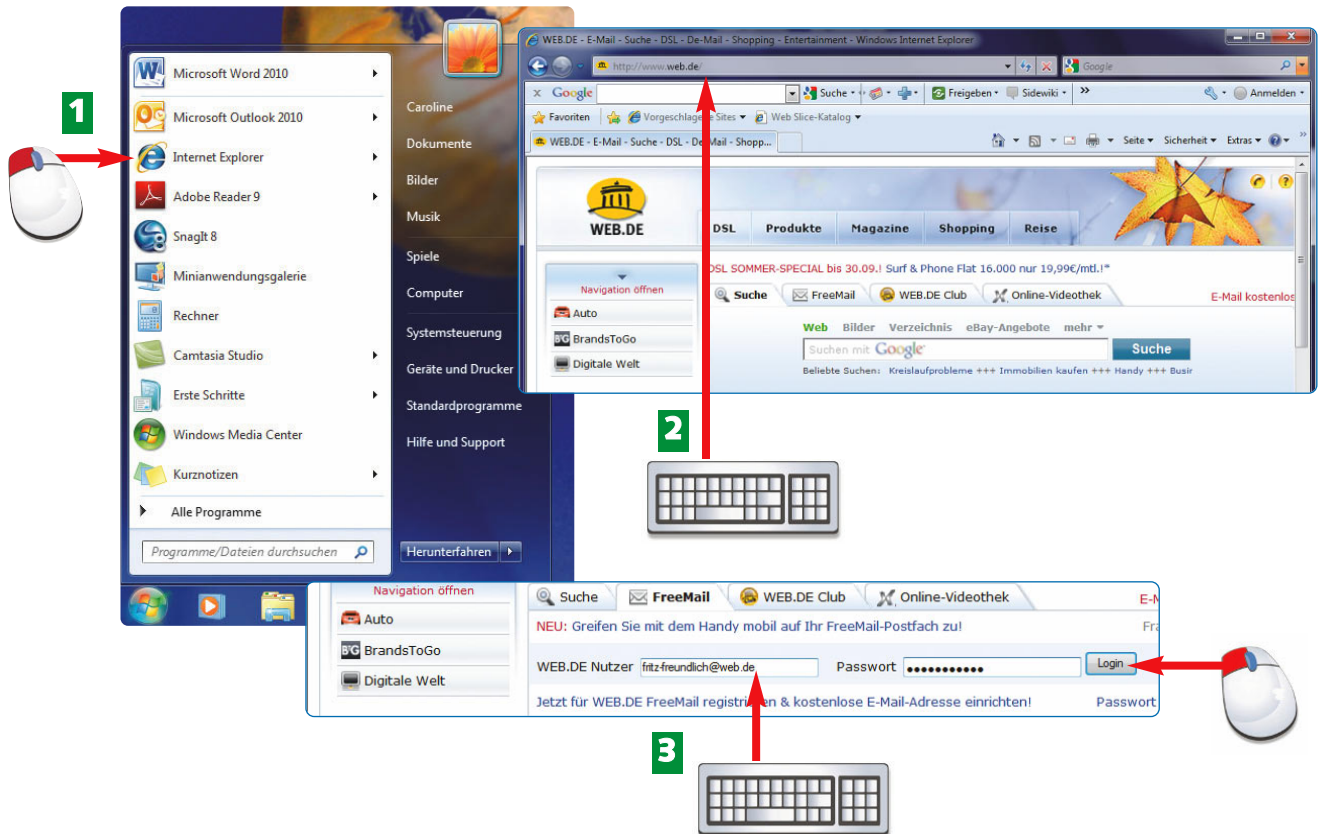 1
Microsoft Word 2010
Microsoft Outlook 2010
Internet Explorer
Adobe Reader 9
SnagIt 8
Minianwendungsgalerie
Rechner
Camtasia Studio
Erste Schritte
Windows Media Center
Kurznotizen
Alle Programme
Programme/Dateien durchsuchen
Caroline
Dokumente
Bilder
Musik
Spiele
Computer
Systemsteuerung
Geräte und Drucker
Standardprogramme
Hilfe und Support
Herunterfahren
WEB.DE - E-Mail - Suche - DSL - De-Mail - Shopping - Entertainment - Windows Internet Explorer
http://www.web.de/ Google
x Google Suche Freigeben Sidewiki >> Anmelden
Favoriten Vorgeschlagene Sites Web Slice-Katalog
WEB.DE - E-Mail - Suche - DSL - De-Mail - Shopp... Seite Sicherheit Extras >>
WEB.DE
DSL Produkte Magazine Shopping Reise
DSL SOMMER-SPECIAL bis 30.09.! Surf & Phone Flat 16.000 nur 19,99€/mtl.!*
Navigation öffnen
Auto
BrandsToGo
Digitale Welt
Suche FreeMail WEB.DE Club Online-Videothek E-Mail kostenlos
Web Bilder Verzeichnis eBay-Angebote mehr
Suchen mit Google Suche
Beliebte Suchen: Kreislaufprobleme +++ Immobilien kaufen +++ Handy +++ Busir
2
Navigation öffnen
Auto
BrandsToGo
Digitale Welt
Suche FreeMail WEB.DE Club Online-Videothek E-M
NEU: Greifen Sie mit dem Handy mobil auf Ihr FreeMail-Postfach zu! Fra
WEB.DE Nutzer fritz-freundlich@web.de Passwort ••••••••••• Login
Jetzt für WEB.DE FreeMail registrieren & kostenlose E-Mail-Adresse einrichten! Passwort
3